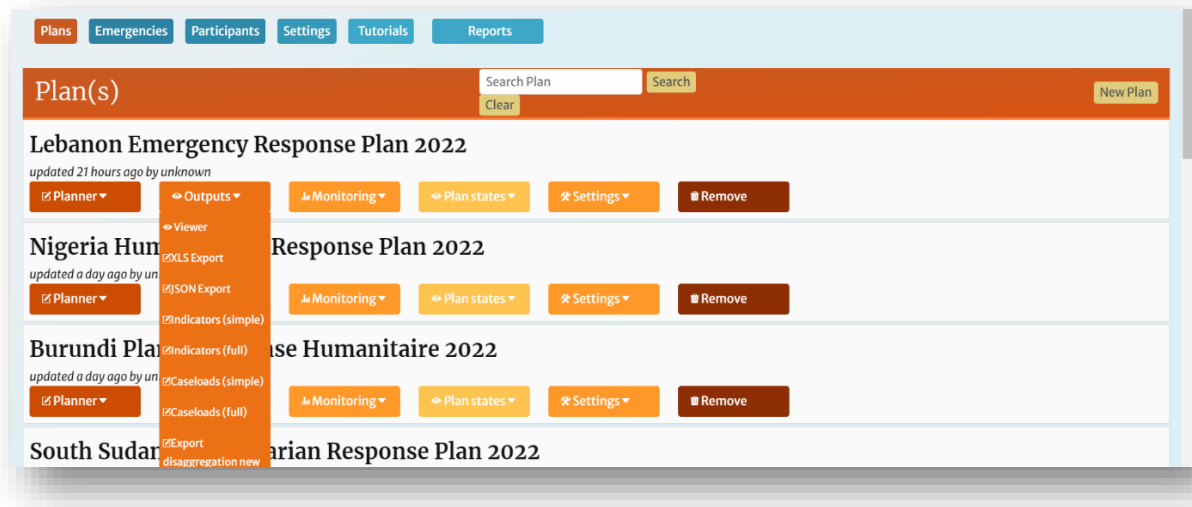 Plans Emergencies Participants Settings Tutorials Reports
Plan(s)
Search Plan Search
Clear
New Plan
Lebanon Emergency Response Plan 2022
updated 21 hours ago by unknown
Planner Outputs Monitoring Plan states Settings Remove
Viewer
XLS Export
JSON Export
Indicators (simple)
Indicators (full)
Caseloads (simple)
Caseloads (full)
Export
disaggregation new
Nigeria Hum Response Plan 2022
updated a day ago by un
Planner Monitoring Plan states Settings Remove
Burundi Pla se Humanitaire 2022
updated a day ago by un
Planner Monitoring Plan states Settings Remove
South Sudan arian Response Plan 2022